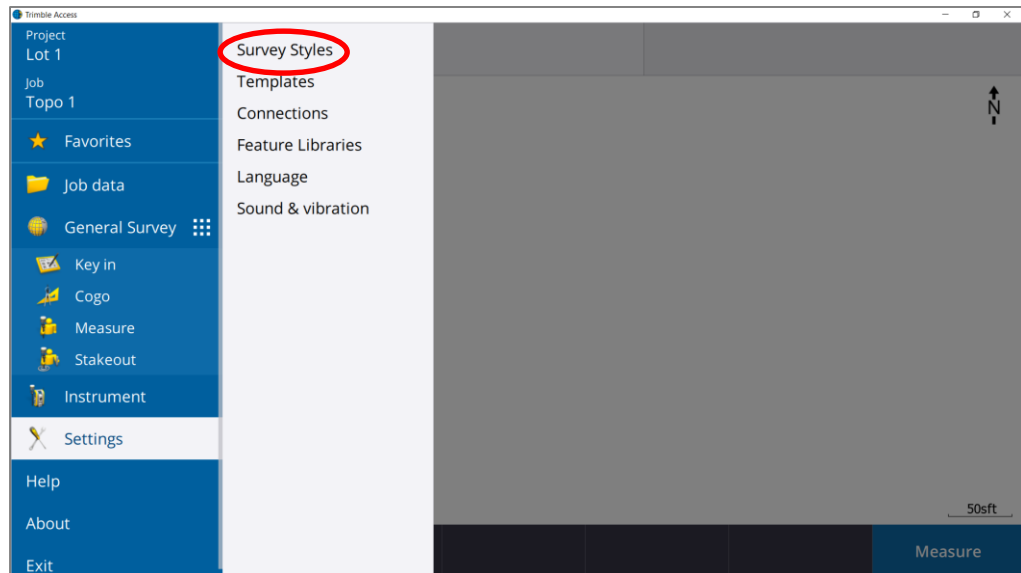 Trimble Access
Project
Lot 1
Job
Topo 1
Favorites
Job data
General Survey
Key in
Cogo
Measure
Stakeout
Instrument
Settings
Help
About
Exit
Survey Styles
Templates
Connections
Feature Libraries
Language
Sound & vibration
N
50sft
Measure